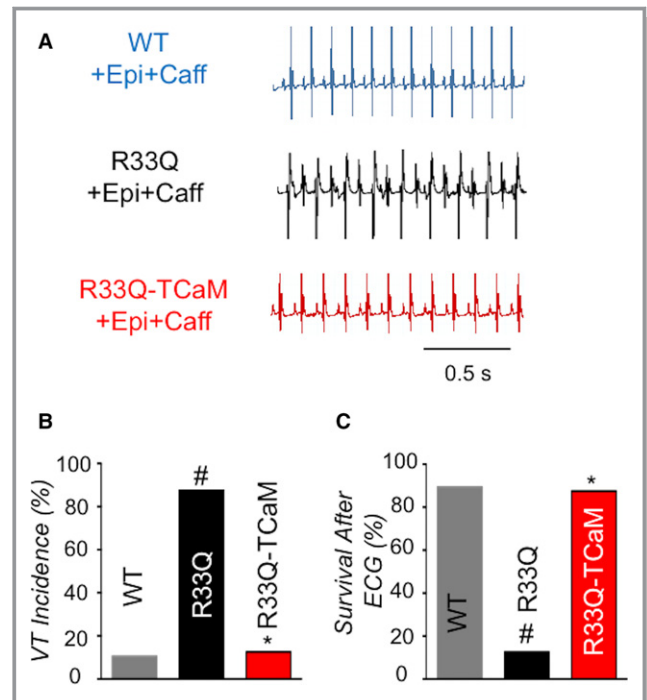 A
WT
+Epi+Caff
R33Q
+Epi+Caff
R33Q-TCaM
+Epi+Caff
0.5 s
B
VT Incidence (%)
100
80
60
40
20
0
WT
#
R33Q
* R33Q-TCaM
C
Survival After
ECG (%)
100
80
60
40
20
0
WT
# R33Q
*
R33Q-TCaM